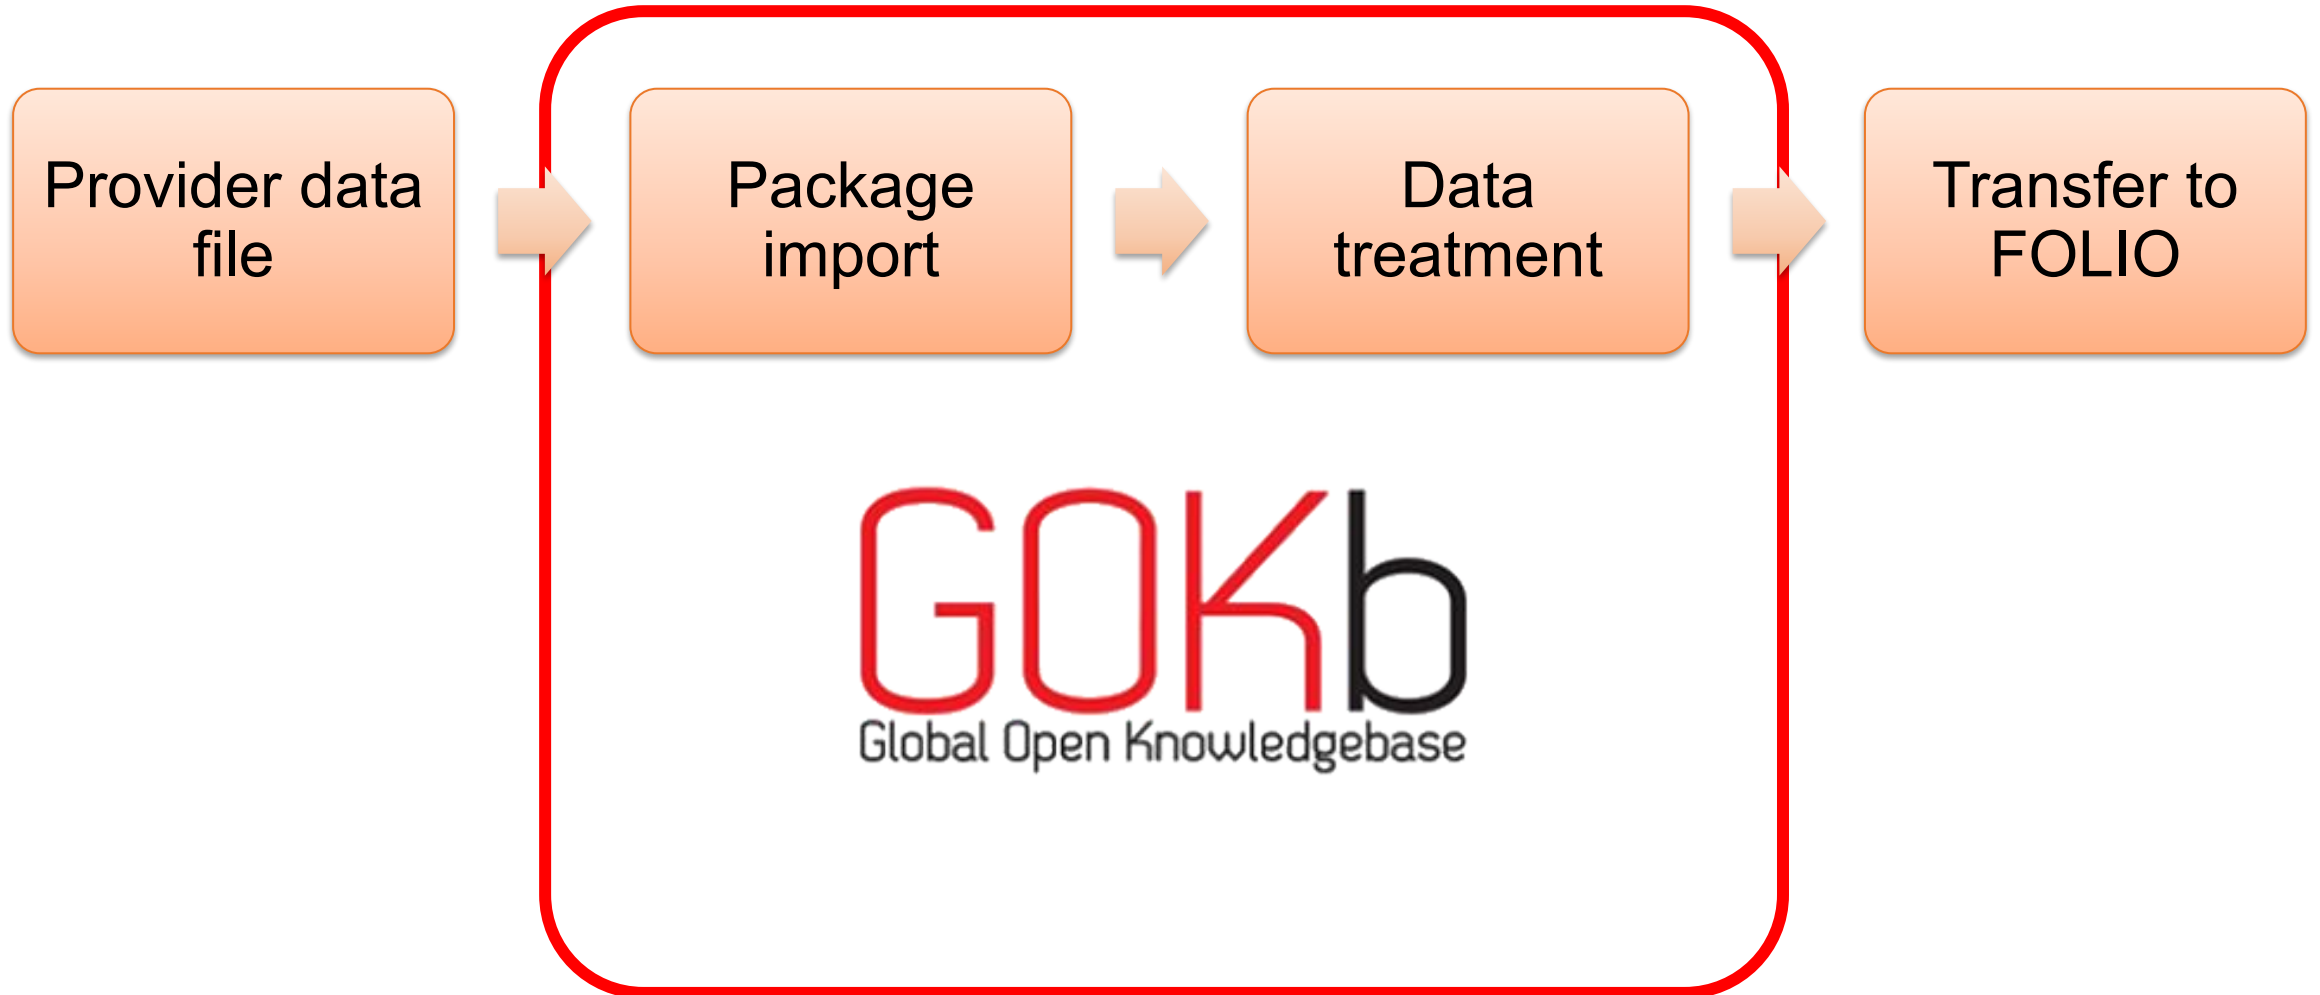 Provider data
file
Package
import
Data
treatment
Transfer to
FOLIO
GOKb
Global Open Knowledgebase